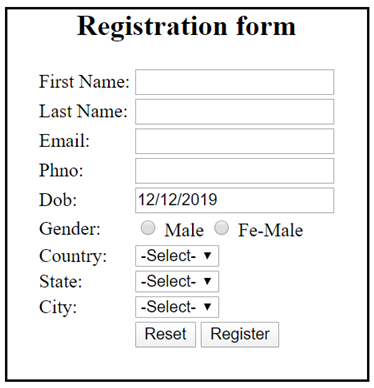 Registration form
First Name:
Last Name:
Email:
Phno:
Dob: 12/12/2019
Gender: Male Fe-Male
Country: -Select-
State: -Select-
City: -Select-
Reset Register